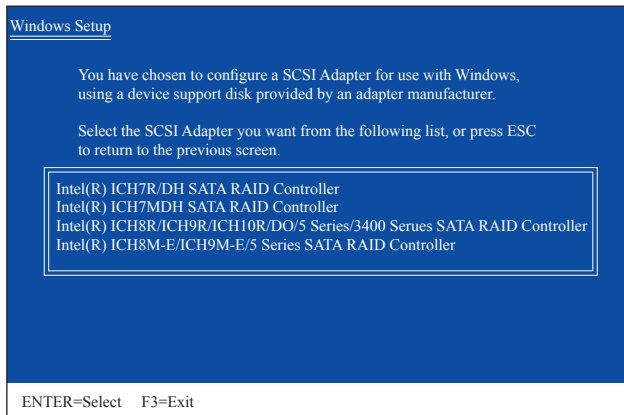 Windows Setup
You have chosen to configure a SCSI Adapter for use with Windows,
using a device support disk provided by an adapter manufacturer.
Select the SCSI Adapter you want from the following list, or press ESC
to return to the previous screen.
Intel(R) ICH7R/DH SATA RAID Controller
Intel(R) ICH7MDH SATA RAID Controller
Intel(R) ICH8R/ICH9R/ICH10R/DO/5 Series/3400 Serues SATA RAID Controller
Intel(R) ICH8M-E/ICH9M-E/5 Series SATA RAID Controller
ENTER=Select F3=Exit